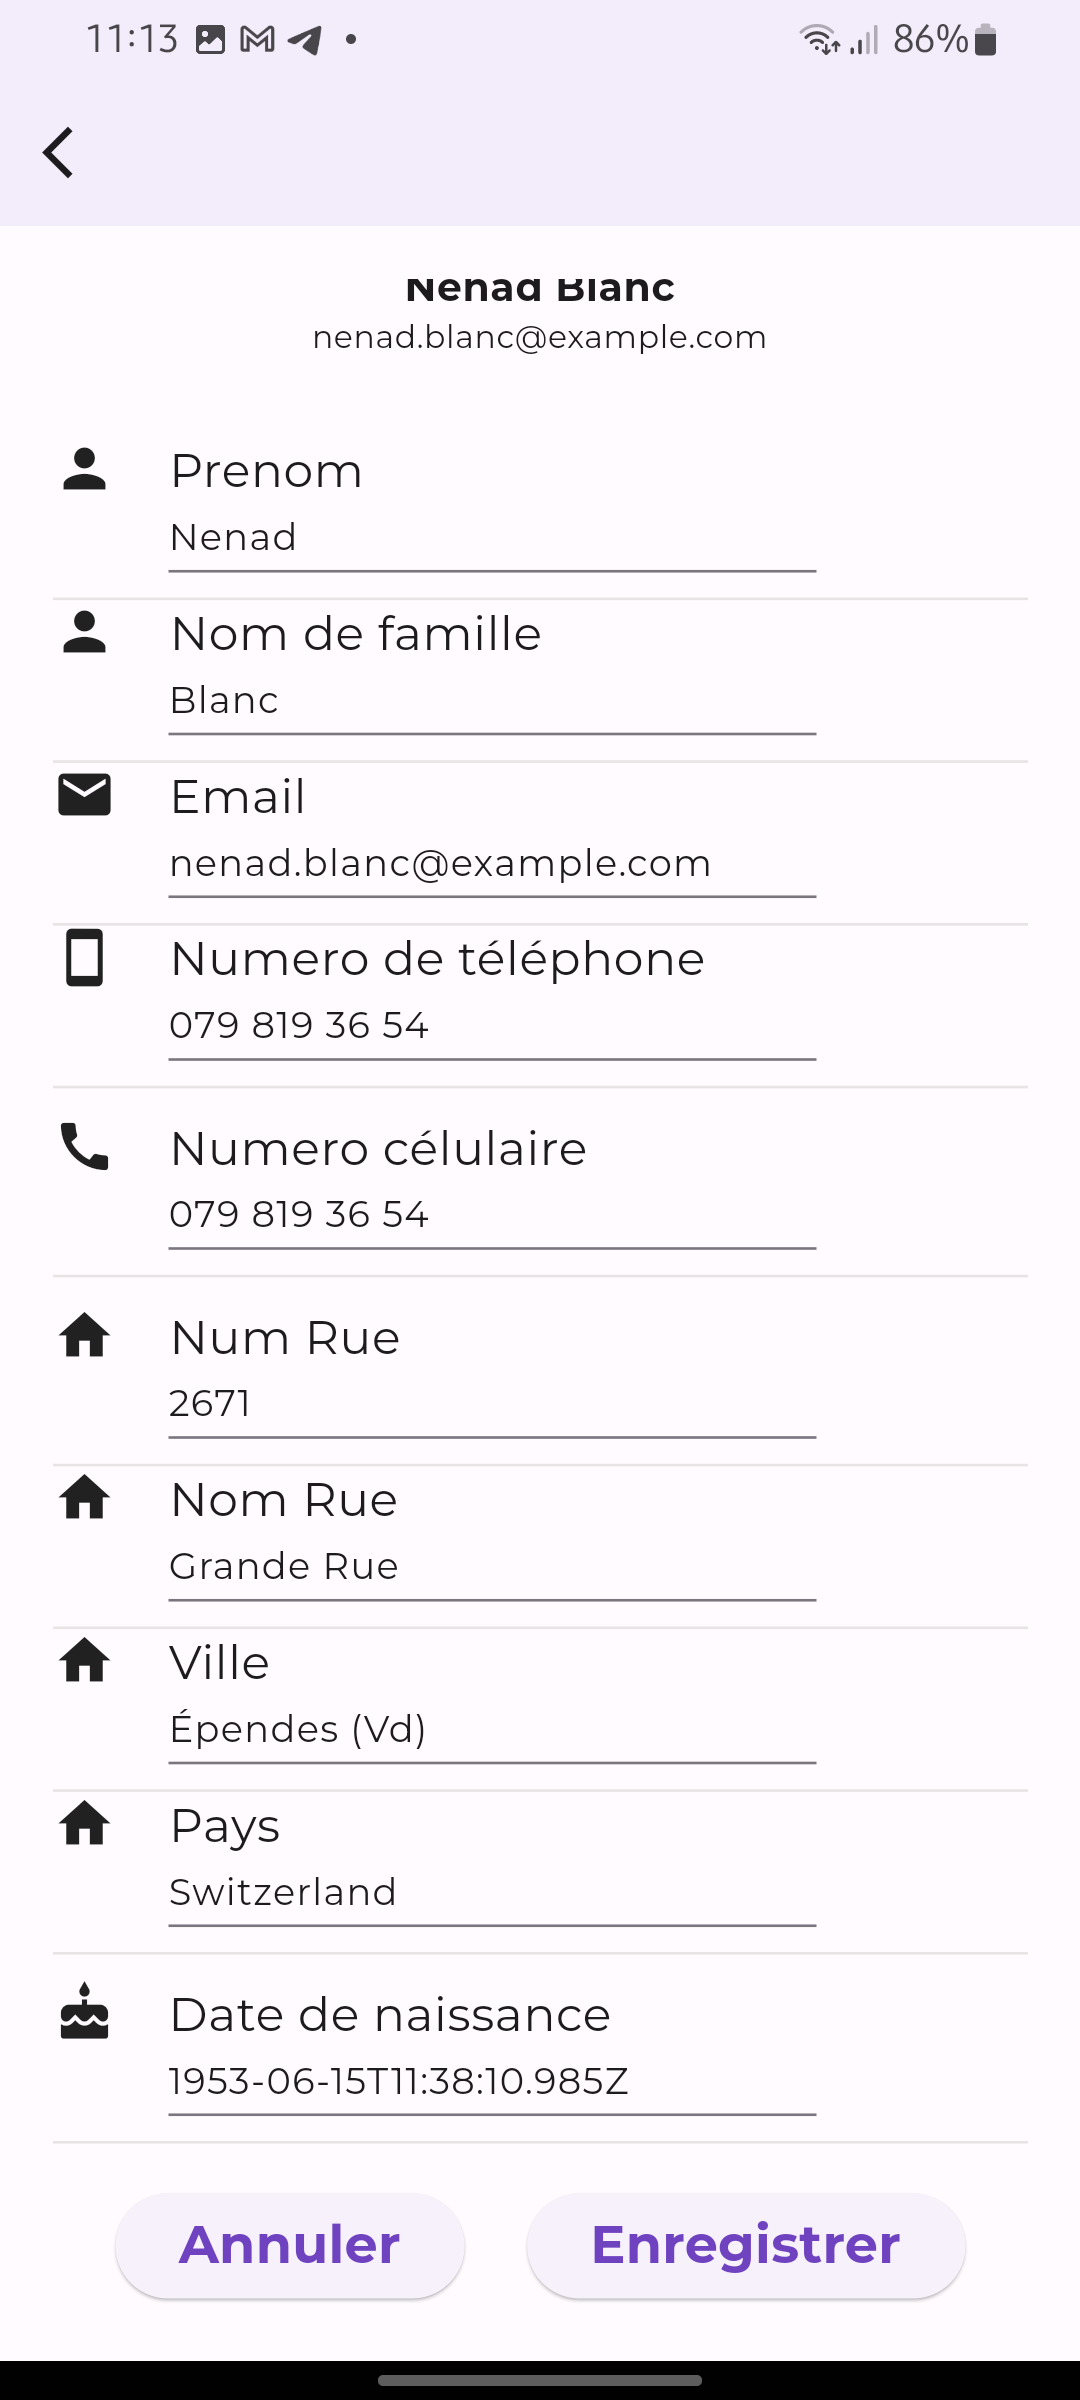 11:13
86%
Nenad Blanc
nenad.blanc@example.com
Prenom
Nenad
Nom de famille
Blanc
Email
nenad.blanc@example.com
Numero de téléphone
079 819 36 54
Numero célulaire
079 819 36 54
Num Rue
2671
Nom Rue
Grande Rue
Ville
Épendes (Vd)
Pays
Switzerland
Date de naissance
1953-06-15T11:38:10.985Z
Annuler
Enregistrer